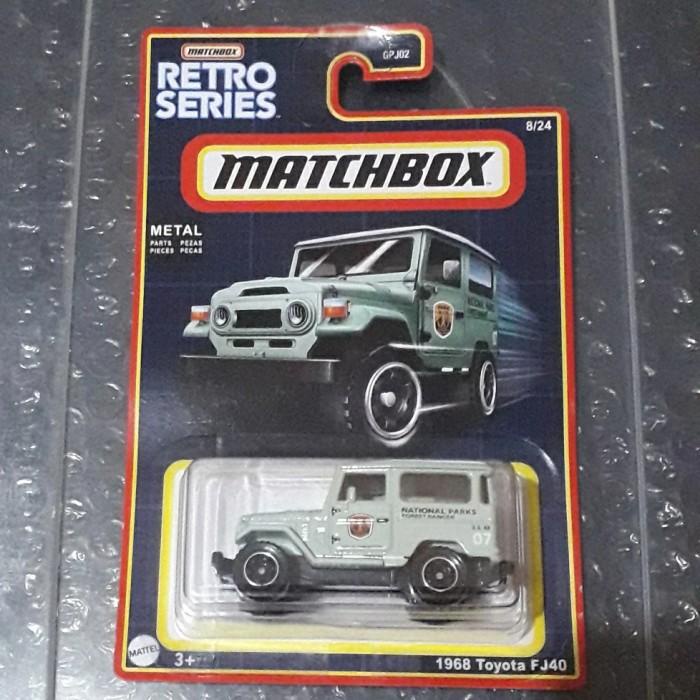 MATCHBOX
RETRO
SERIES
GPJ02
8/24
MATCHBOX
METAL
PARTS PEZAS
PIECES PECAS
NATIONAL PARKS
FOREST RANGER
07
MATTEL
3+
1968 Toyota FJ40